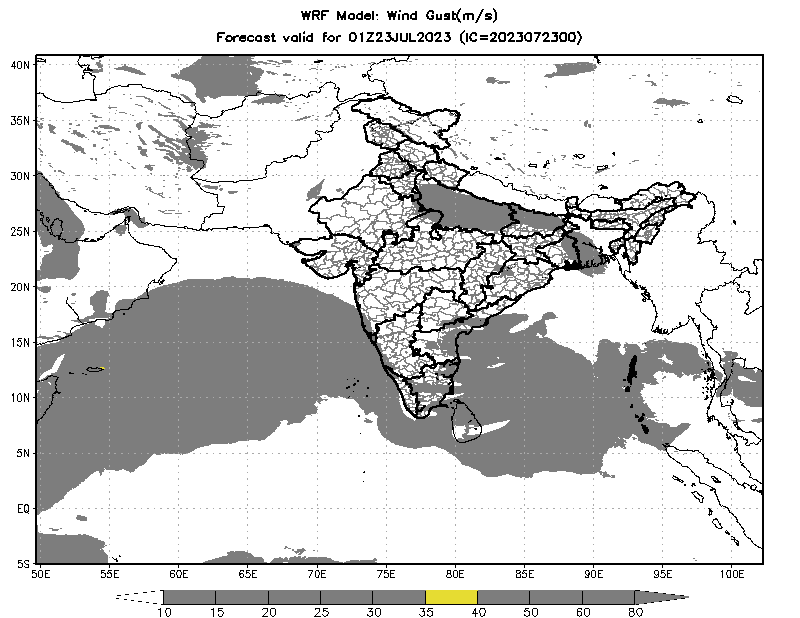 WRF Model: Wind Gust(m/s)
Forecast valid for 01Z23JUL2023 (IC=2023072300)
40N
35N
30N
25N
20N
15N
10N
5N
EQ
5S
50E 55E 60E 65E 70E 75E 80E 85E 90E 95E 100E
10 15 20 25 30 35 40 50 60 80